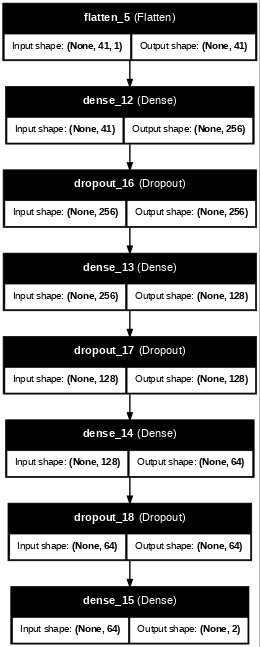 flatten_5 (Flatten)
Input shape: (None, 41, 1) Output shape: (None, 41)
dense_12 (Dense)
Input shape: (None, 41) Output shape: (None, 256)
dropout_16 (Dropout)
Input shape: (None, 256) Output shape: (None, 256)
dense_13 (Dense)
Input shape: (None, 256) Output shape: (None, 128)
dropout_17 (Dropout)
Input shape: (None, 128) Output shape: (None, 128)
dense_14 (Dense)
Input shape: (None, 128) Output shape: (None, 64)
dropout_18 (Dropout)
Input shape: (None, 64) Output shape: (None, 64)
dense_15 (Dense)
Input shape: (None, 64) Output shape: (None, 2)